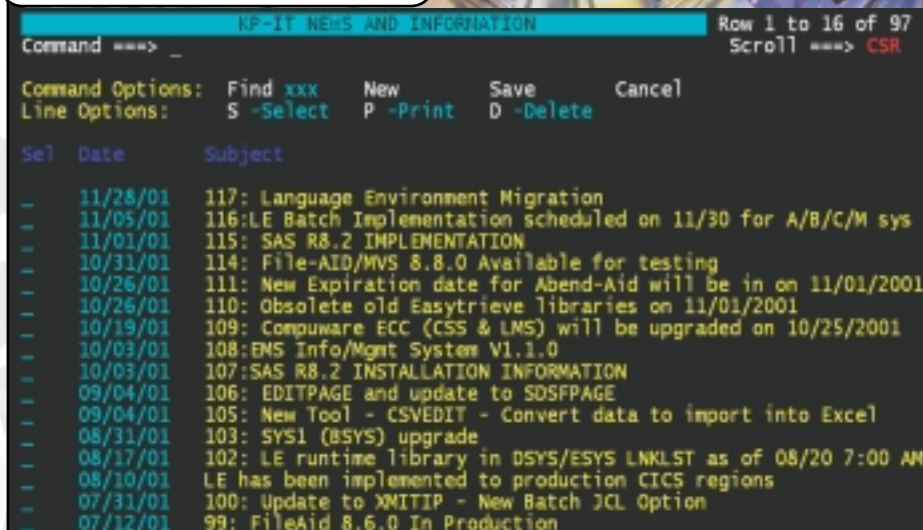 KP-IT NEWS AND INFORMATION Row 1 to 16 of 97
Command ===> _ Scroll ===> CSR
Command Options: Find xxx New Save Cancel
Line Options: S -Select P -Print D -Delete
Sel Date Subject
_ 11/28/01 117: Language Environment Migration
_ 11/05/01 116:LE Batch Implementation scheduled on 11/30 for A/B/C/M sys
_ 11/01/01 115: SAS R8.2 IMPLEMENTATION
_ 10/31/01 114: File-AID/MVS 8.8.0 Available for testing
_ 10/26/01 111: New Expiration date for Abend-Aid will be in on 11/01/2001
_ 10/26/01 110: Obsolete old Easytrieve libraries on 11/01/2001
_ 10/19/01 109: Compuware ECC (CSS & LMS) will be upgraded on 10/25/2001
_ 10/03/01 108:EMS Info/Mgmt System V1.1.0
_ 10/03/01 107:SAS R8.2 INSTALLATION INFORMATION
_ 09/04/01 106: EDITPAGE and update to SDSFPAGE
_ 09/04/01 105: New Tool - CSVEDIT - Convert data to import into Excel
_ 08/31/01 103: SYS1 (BSYS) upgrade
_ 08/17/01 102: LE runtime library in DSYS/ESYS LNKLST as of 08/20 7:00 AM
_ 08/10/01 LE has been implemented to production CICS regions
_ 07/31/01 100: Update to XMITIP - New Batch JCL Option
_ 07/12/01 99: FileAid 8.6.0 In Production